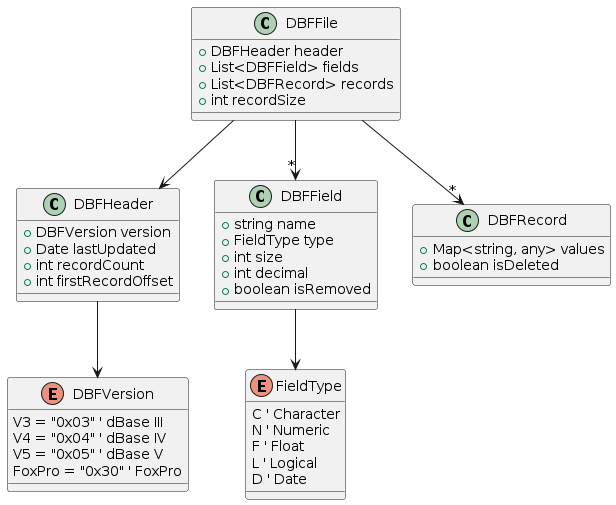 C DBFFile
DBFHeader header
List<DBFField> fields
List<DBFRecord> records
int recordSize
*
*
C DBFHeader
DBFVersion version
Date lastUpdated
int recordCount
int firstRecordOffset
C DBFField
string name
FieldType type
int size
int decimal
boolean isRemoved
C DBFRecord
Map<string, any> values
boolean isDeleted
E DBFVersion
V3 = "0x03" ' dBase III
V4 = "0x04" ' dBase IV
V5 = "0x05" ' dBase V
FoxPro = "0x30" ' FoxPro
E FieldType
C ' Character
N ' Numeric
F ' Float
L ' Logical
D ' Date